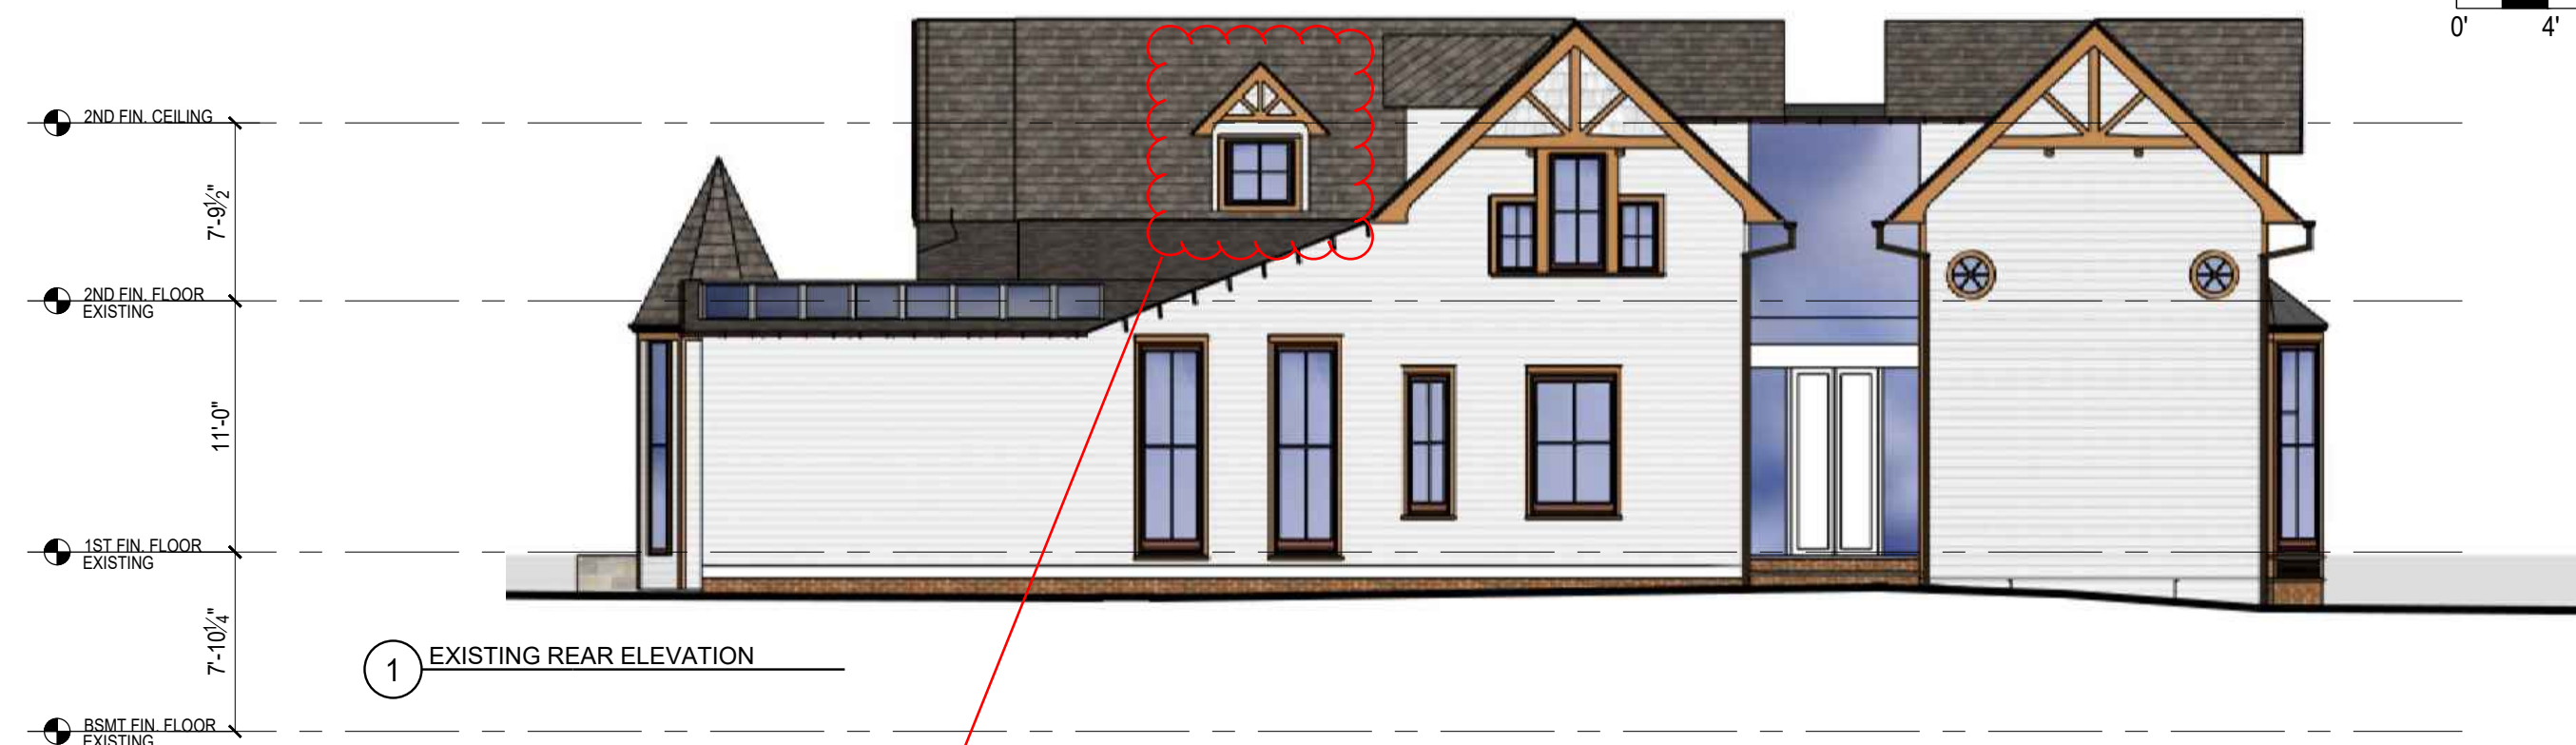 0' 4'
2ND FIN. CEILING
7'-9½"
2ND FIN. FLOOR
EXISTING
11'-0"
1ST FIN. FLOOR
EXISTING
7'-10¼"
1 EXISTING REAR ELEVATION
BSMT FIN. FLOOR
EXISTING